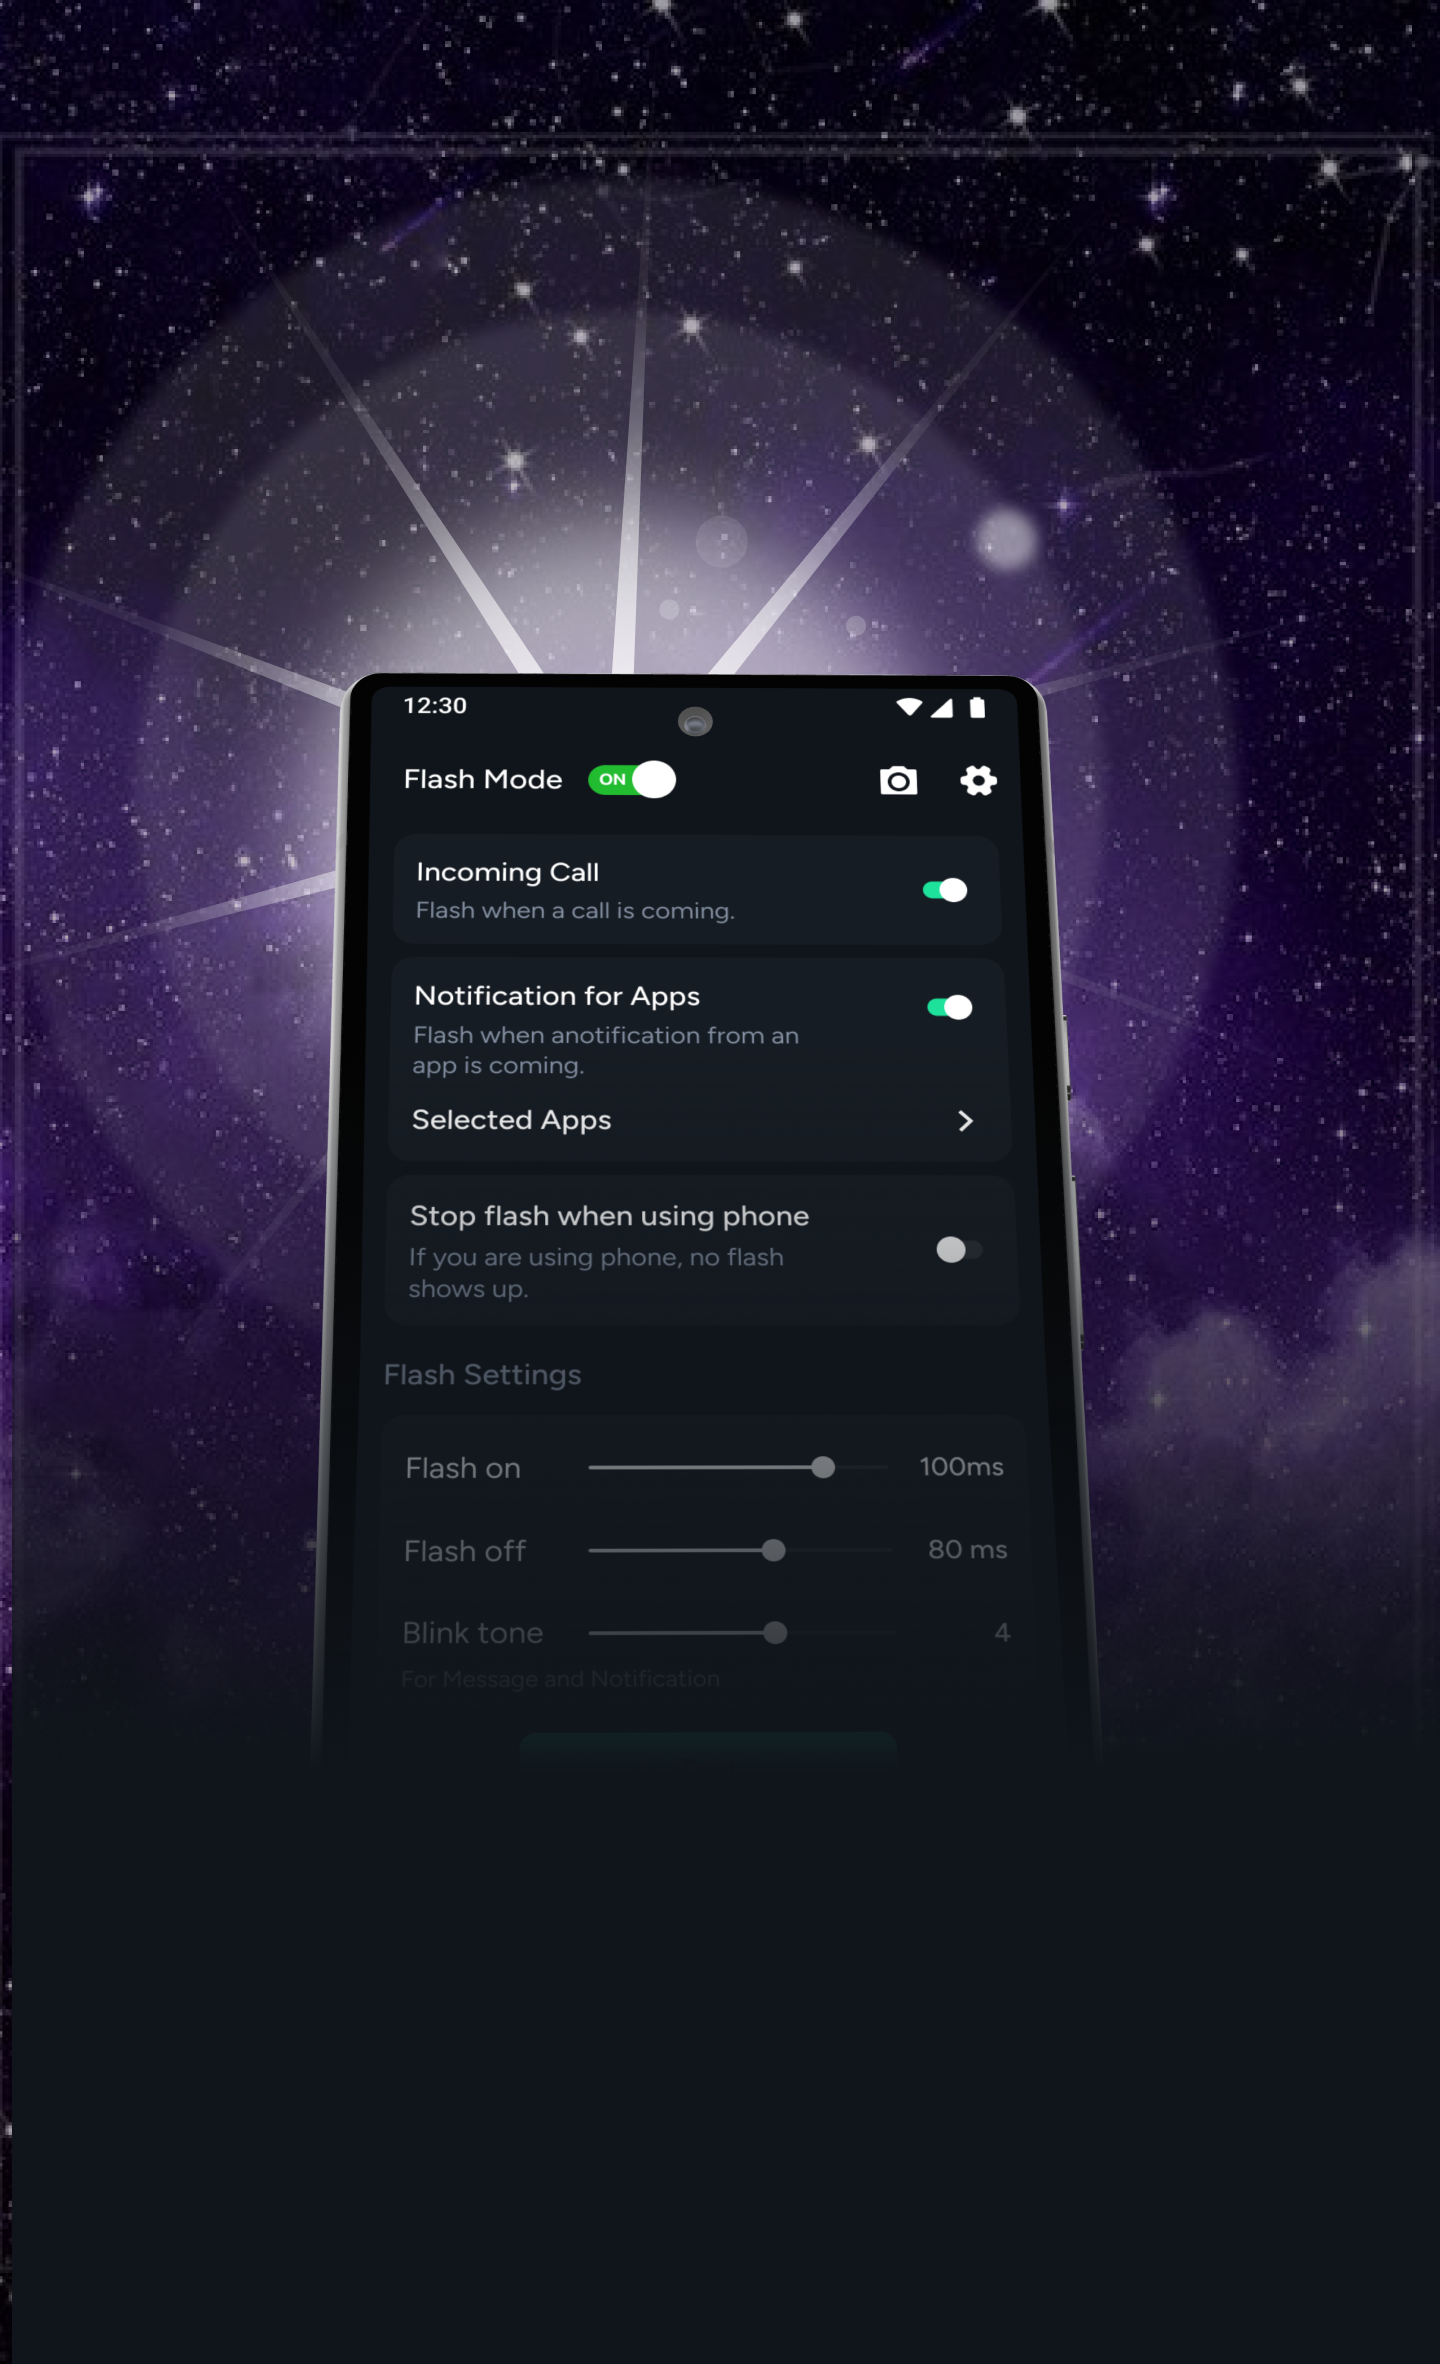 12:30
Flash Mode ON
Incoming Call
Flash when a call is coming.
Notification for Apps
Flash when anotification from an
app is coming.
Selected Apps
Stop flash when using phone
If you are using phone, no flash
shows up.
Flash Settings
Flash on 100ms
Flash off 80 ms
Blink tone 4
For Message and Notification